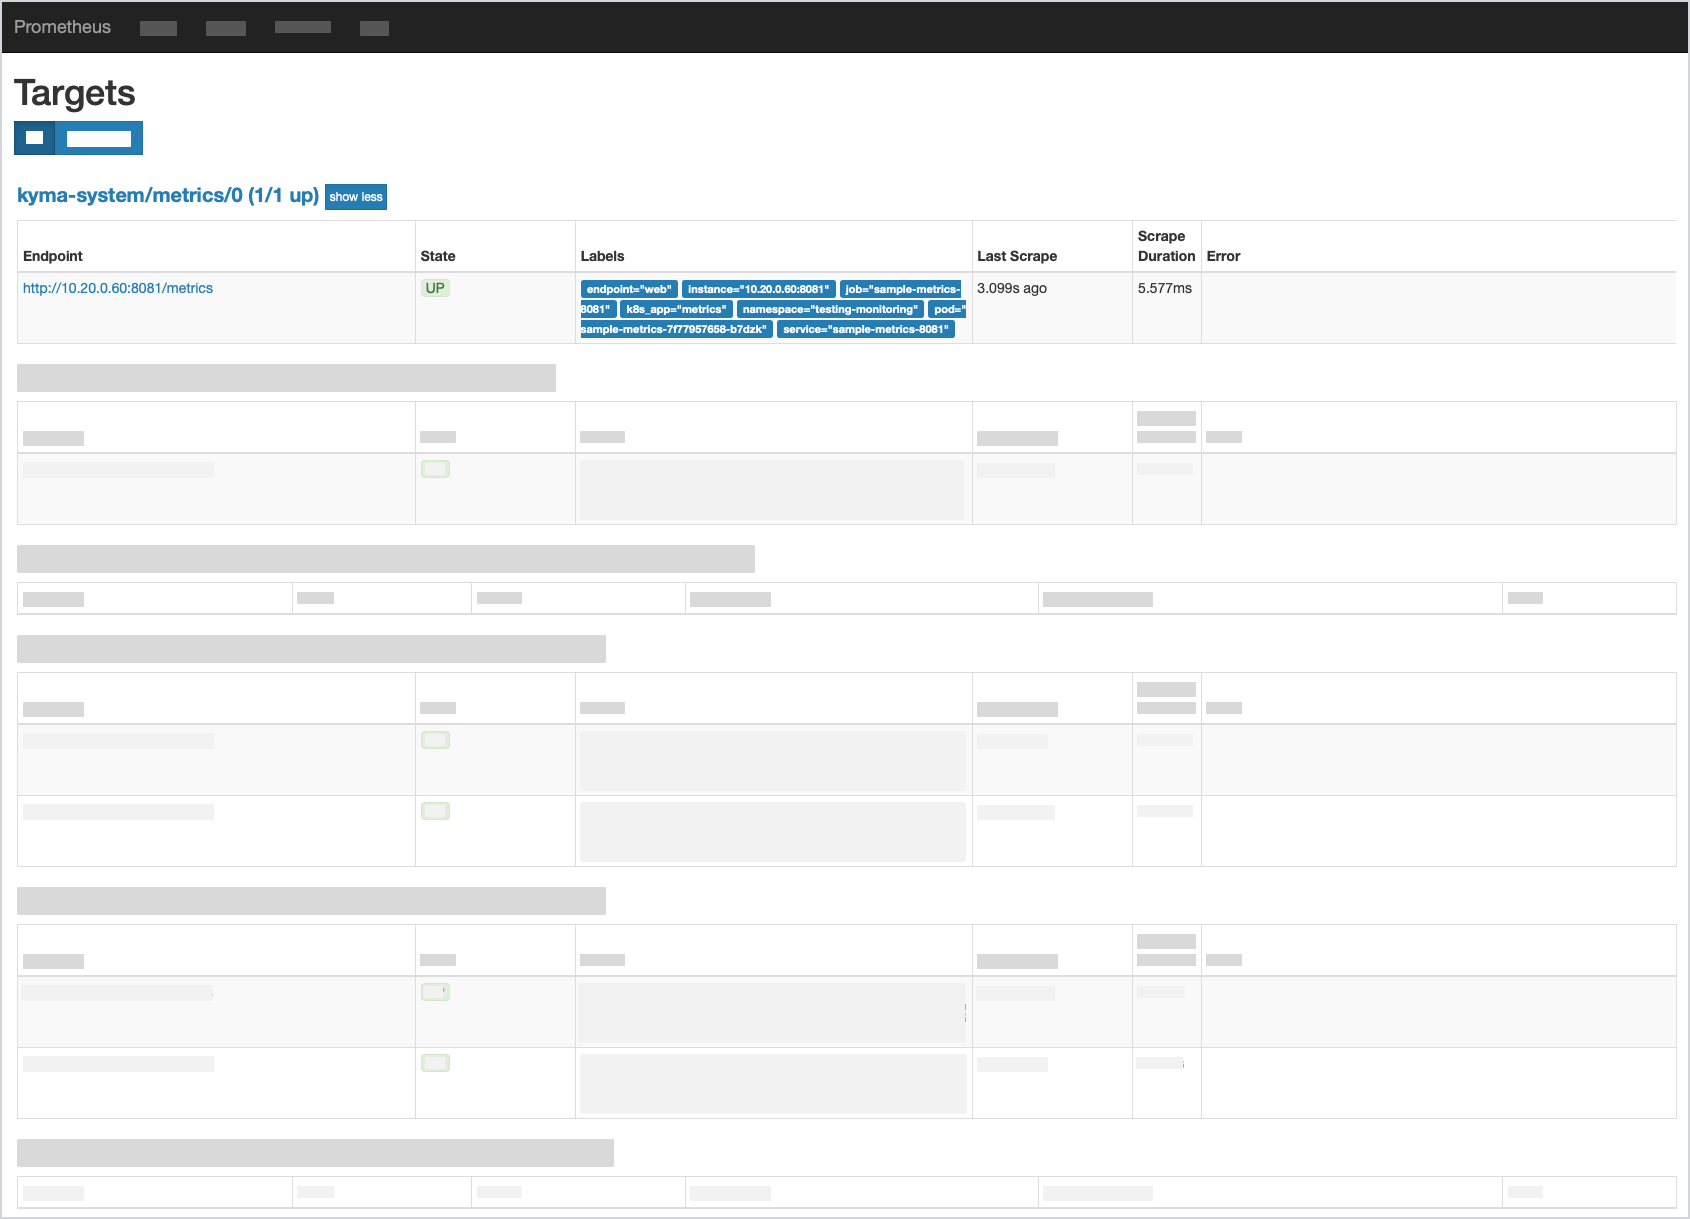 Prometheus
Targets
kyma-system/metrics/0 (1/1 up) show less
Endpoint State Labels Last Scrape Scrape Duration Error
http://10.20.0.60:8081/metrics UP endpoint="web" instance="10.20.0.60:8081" job="sample-metrics- 3.099s ago 5.577ms
8081" k8s_app="metrics" namespace="testing-monitoring" pod="
sample-metrics-7f77957658-b7dzk" service="sample-metrics-8081"